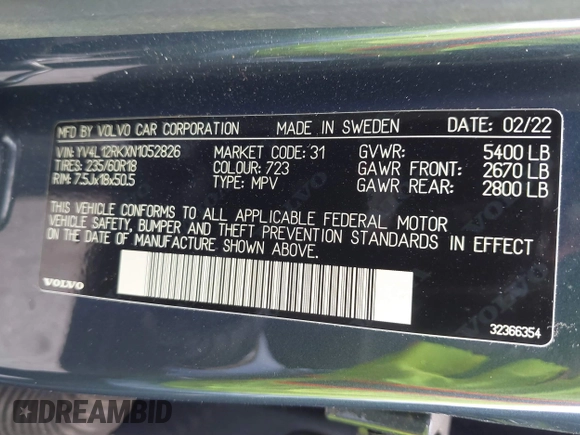 MFD BY VOLVO CAR CORPORATION MADE IN SWEDEN DATE: 02/22
VIN: YV4L12RKXN1052826 MARKET CODE: 31 GVWR: 5400 LB
TIRES: 235/60R18 COLOUR: 723 GAWR FRONT: 2670 LB
RIM: 7.5Jx18x50.5 TYPE: MPV GAWR REAR: 2800 LB
THIS VEHICLE CONFORMS TO ALL APPLICABLE FEDERAL MOTOR
VEHICLE SAFETY, BUMPER AND THEFT PREVENTION STANDARDS IN EFFECT
ON THE DATE OF MANUFACTURE SHOWN ABOVE.
VOLVO
32366354
DREAMBID